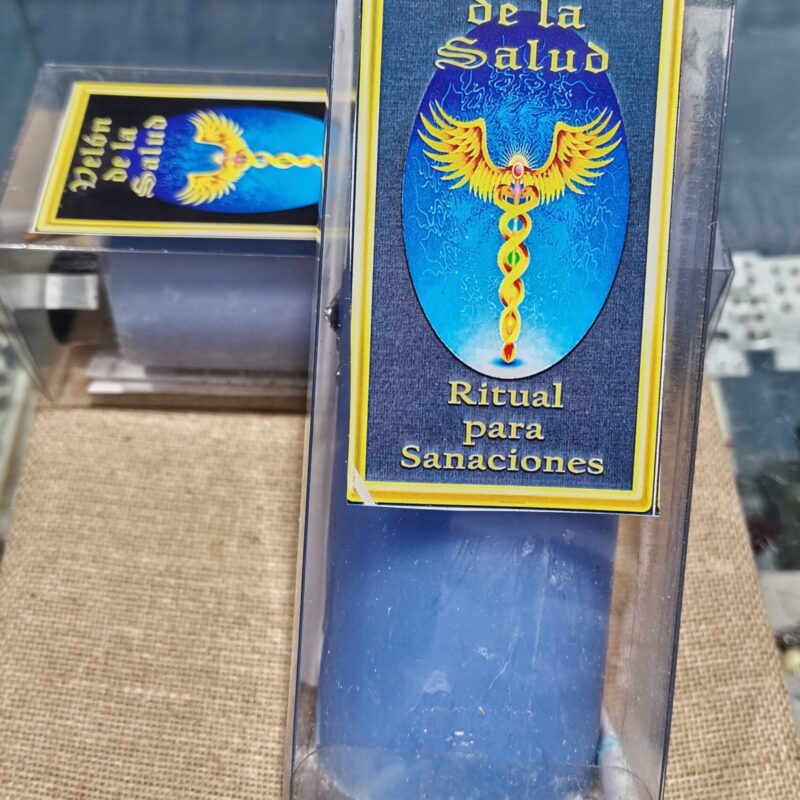 de la
Salud
Ritual
para
Sanaciones
Velón
de la
Salud